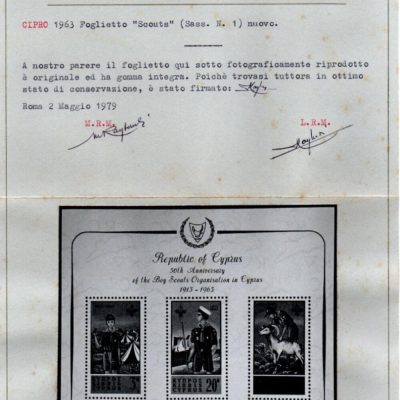 CIPRO 1963 Foglietto "Scouts" (Sass. N. 1) nuovo.
A nostro parere il foglietto qui sotto fotograficamente riprodotto
è originale ed ha gomma integra. Poichè trovasi tuttora in ottimo
stato di conservazione, è stato firmato:
Roma 2 Maggio 1979
M.R.M. L.R.M.
Republic of Cyprus
50th Anniversary
of the Boy Scouts Organisation in Cyprus
1913-1963